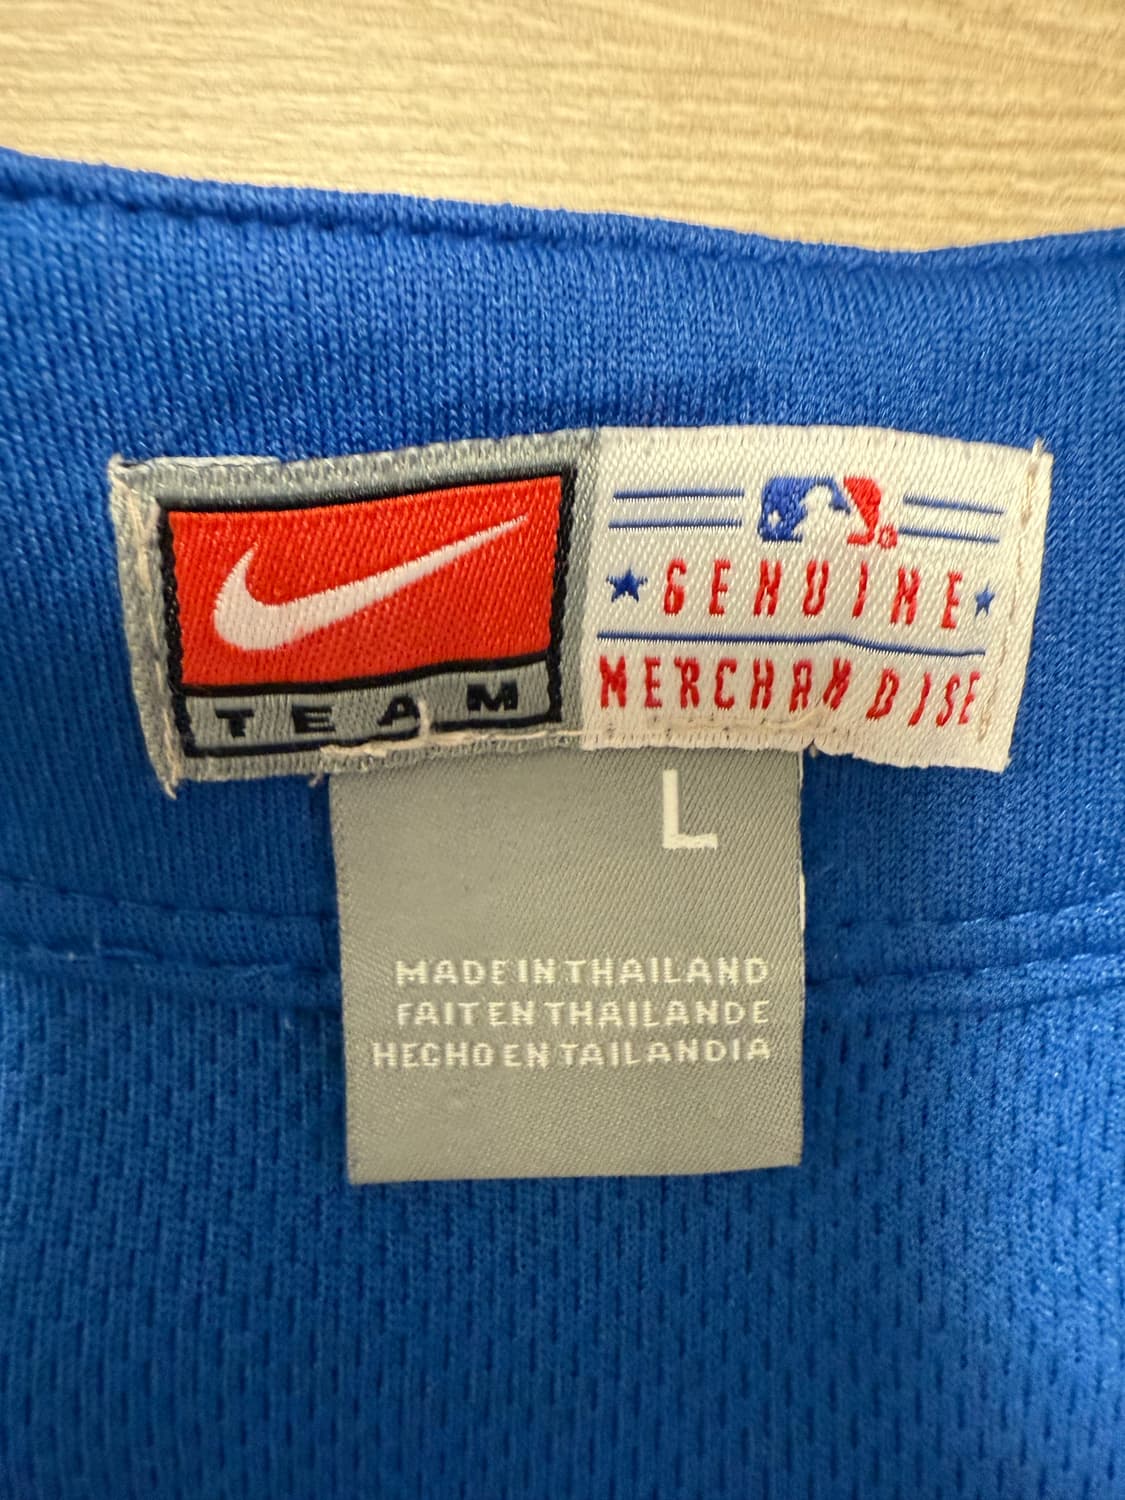 TEAM
GENUINE
MERCHANDISE
L
MADE IN THAILAND
FAIT EN THAILANDE
HECHO EN TAILANDIA